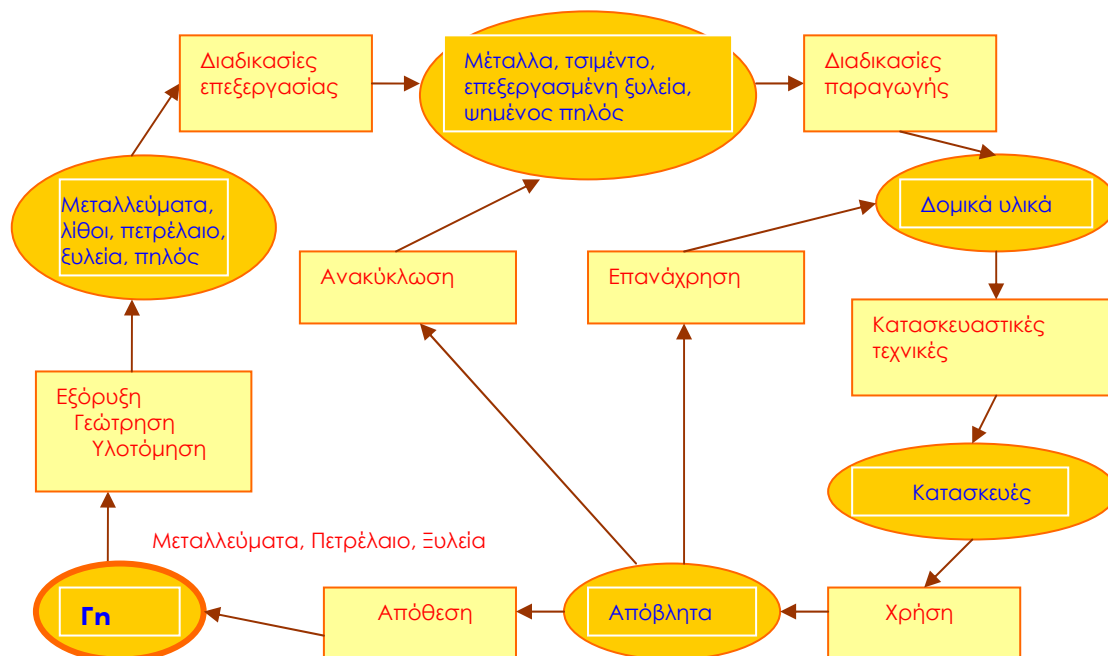 Διαδικασίες
επεξεργασίας
Μέταλλα, τσιμέντο,
επεξεργασμένη ξυλεία,
ψημένος πηλός
Διαδικασίες
παραγωγής
Μεταλλεύματα,
λίθοι, πετρέλαιο,
ξυλεία, πηλός
Δομικά υλικά
Ανακύκλωση
Επανάχρηση
Κατασκευαστικές
τεχνικές
Εξόρυξη
Γεώτρηση
Υλοτόμηση
Κατασκευές
Μεταλλεύματα, Πετρέλαιο, Ξυλεία
Γη
Απόθεση
Απόβλητα
Χρήση